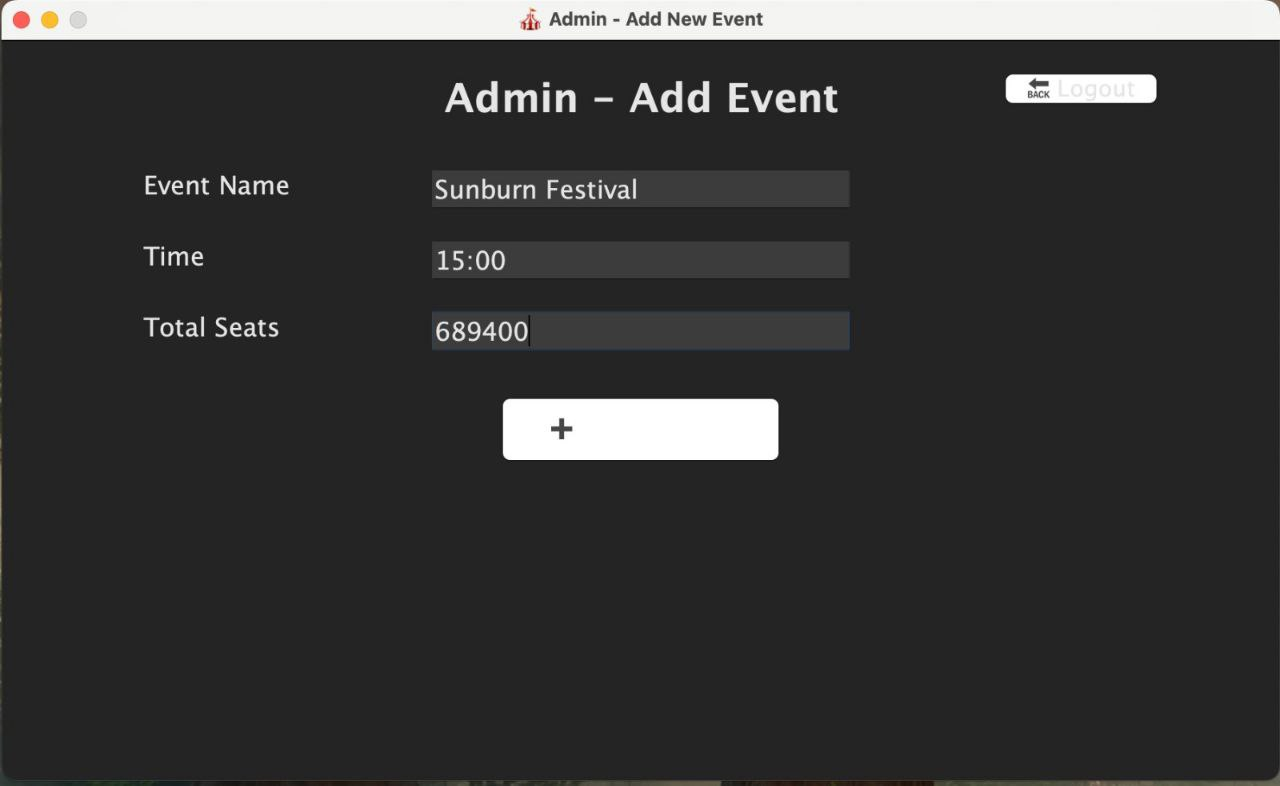 Admin - Add New Event
Admin – Add Event
BACK Logout
Event Name
Sunburn Festival
Time
15:00
Total Seats
689400
+